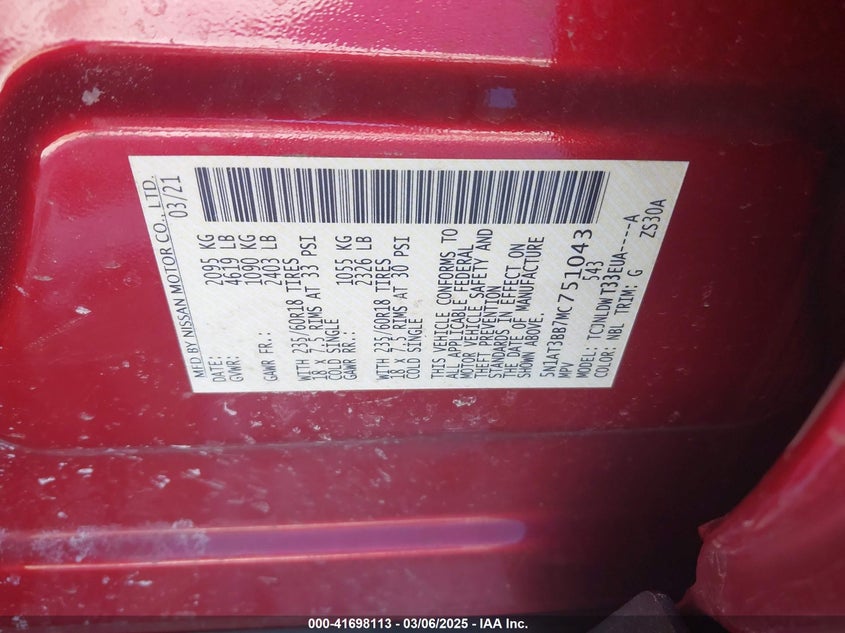 MFD BY NISSAN MOTOR CO., LTD.
DATE: 03/21
GVWR: 2095 KG
4619 LB
GAWR FR.: 1090 KG
2403 LB
WITH 235/60R18 TIRES
18 X 7.5 RIMS AT 33 PSI
COLD SINGLE
GAWR RR.: 1055 KG
2326 LB
WITH 235/60R18 TIRES
18 X 7.5 RIMS AT 30 PSI
COLD SINGLE
THIS VEHICLE CONFORMS TO
ALL APPLICABLE FEDERAL
MOTOR VEHICLE SAFETY AND
THEFT PREVENTION
STANDARDS IN EFFECT ON
THE DATE OF MANUFACTURE
SHOWN ABOVE.
5N1AT3BB7MC751043
MPV 543
MODEL: TCJNLDWT33EUA-----A
COLOR: NBL TRIM: G ZS30A
000-41698113 — 03/06/2025 — IAA Inc.